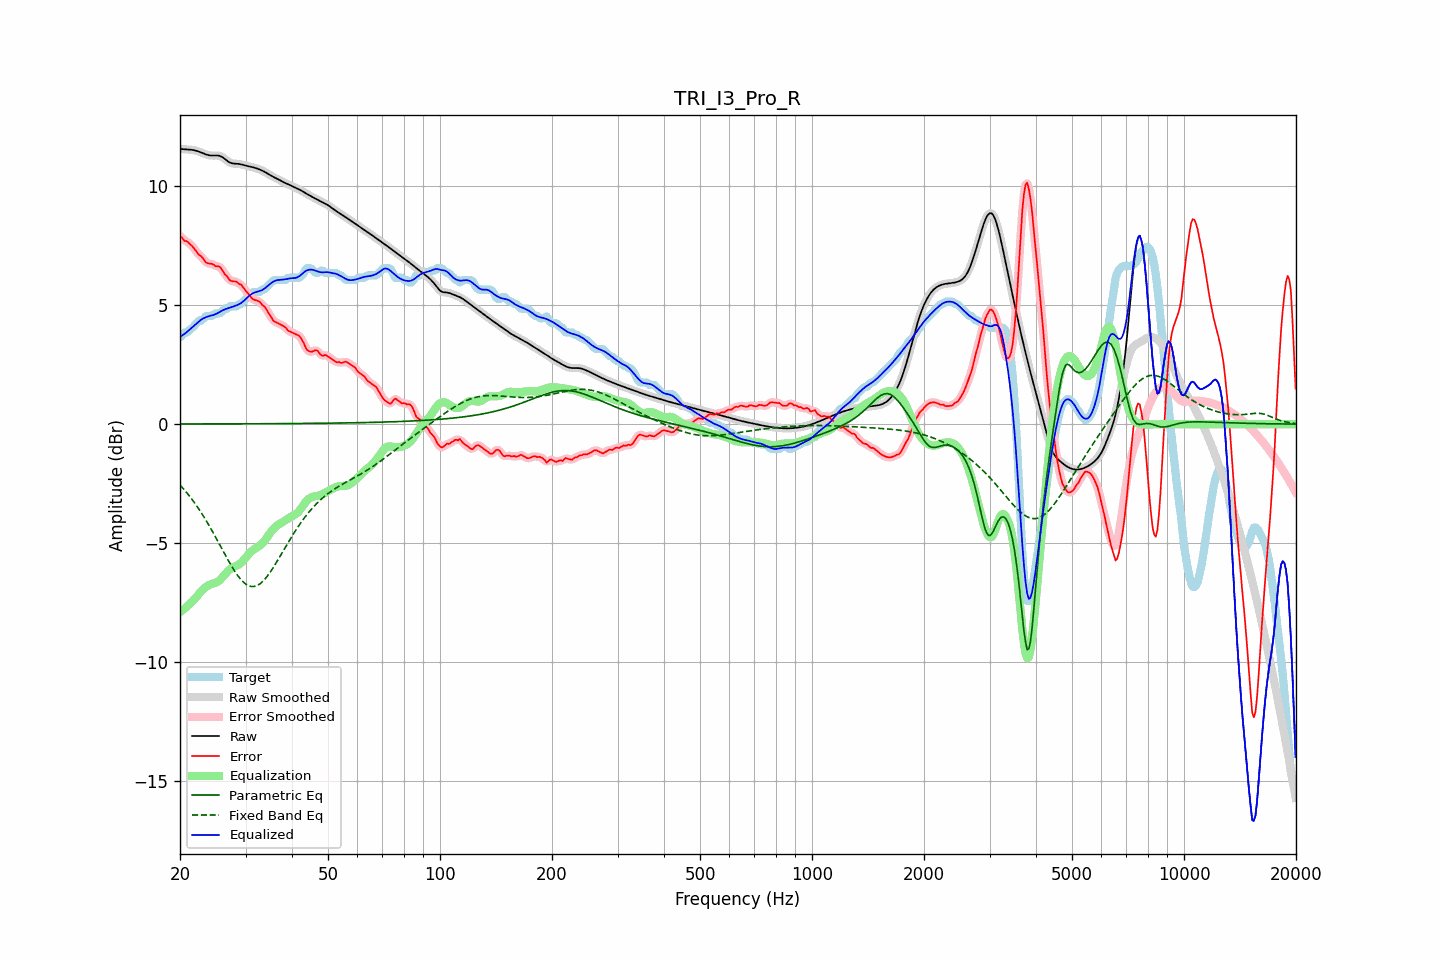 TRI_I3_Pro_R
Amplitude (dBr)
10
5
0
−5
−10
−15
Target
Raw Smoothed
Error Smoothed
Raw
Error
Equalization
Parametric Eq
Fixed Band Eq
Equalized
20
50
100
200
500
1000
2000
5000
10000
20000
Frequency (Hz)